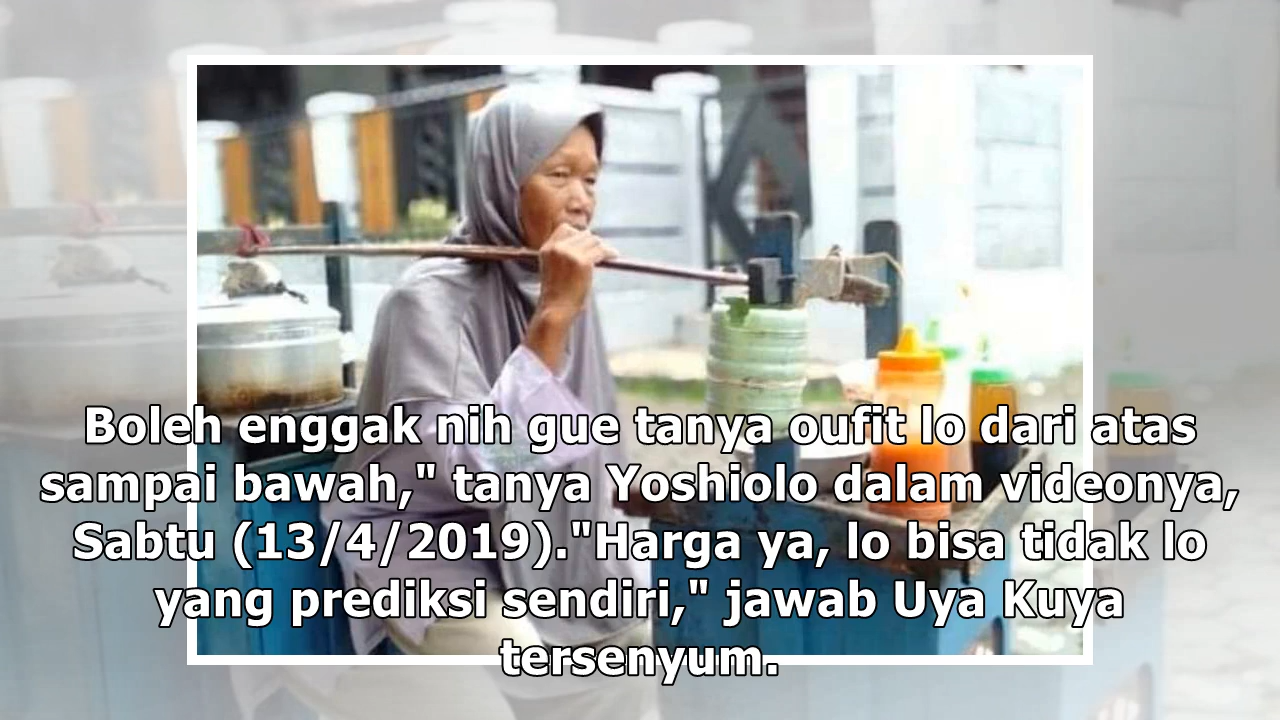 Boleh enggak nih gue tanya oufit lo dari atas
sampai bawah," tanya Yoshiolo dalam videonya,
Sabtu (13/4/2019)."Harga ya, lo bisa tidak lo
yang prediksi sendiri," jawab Uya Kuya
tersenyum.